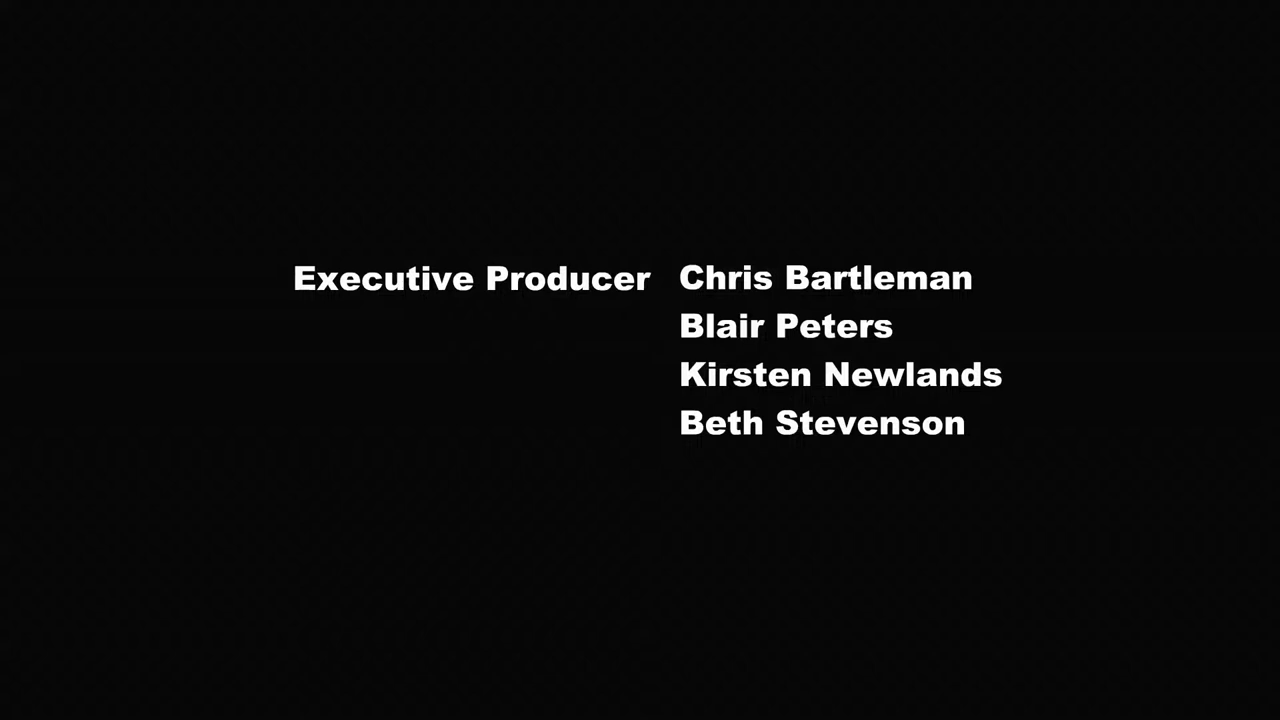 Executive Producer Chris Bartleman
Blair Peters
Kirsten Newlands
Beth Stevenson